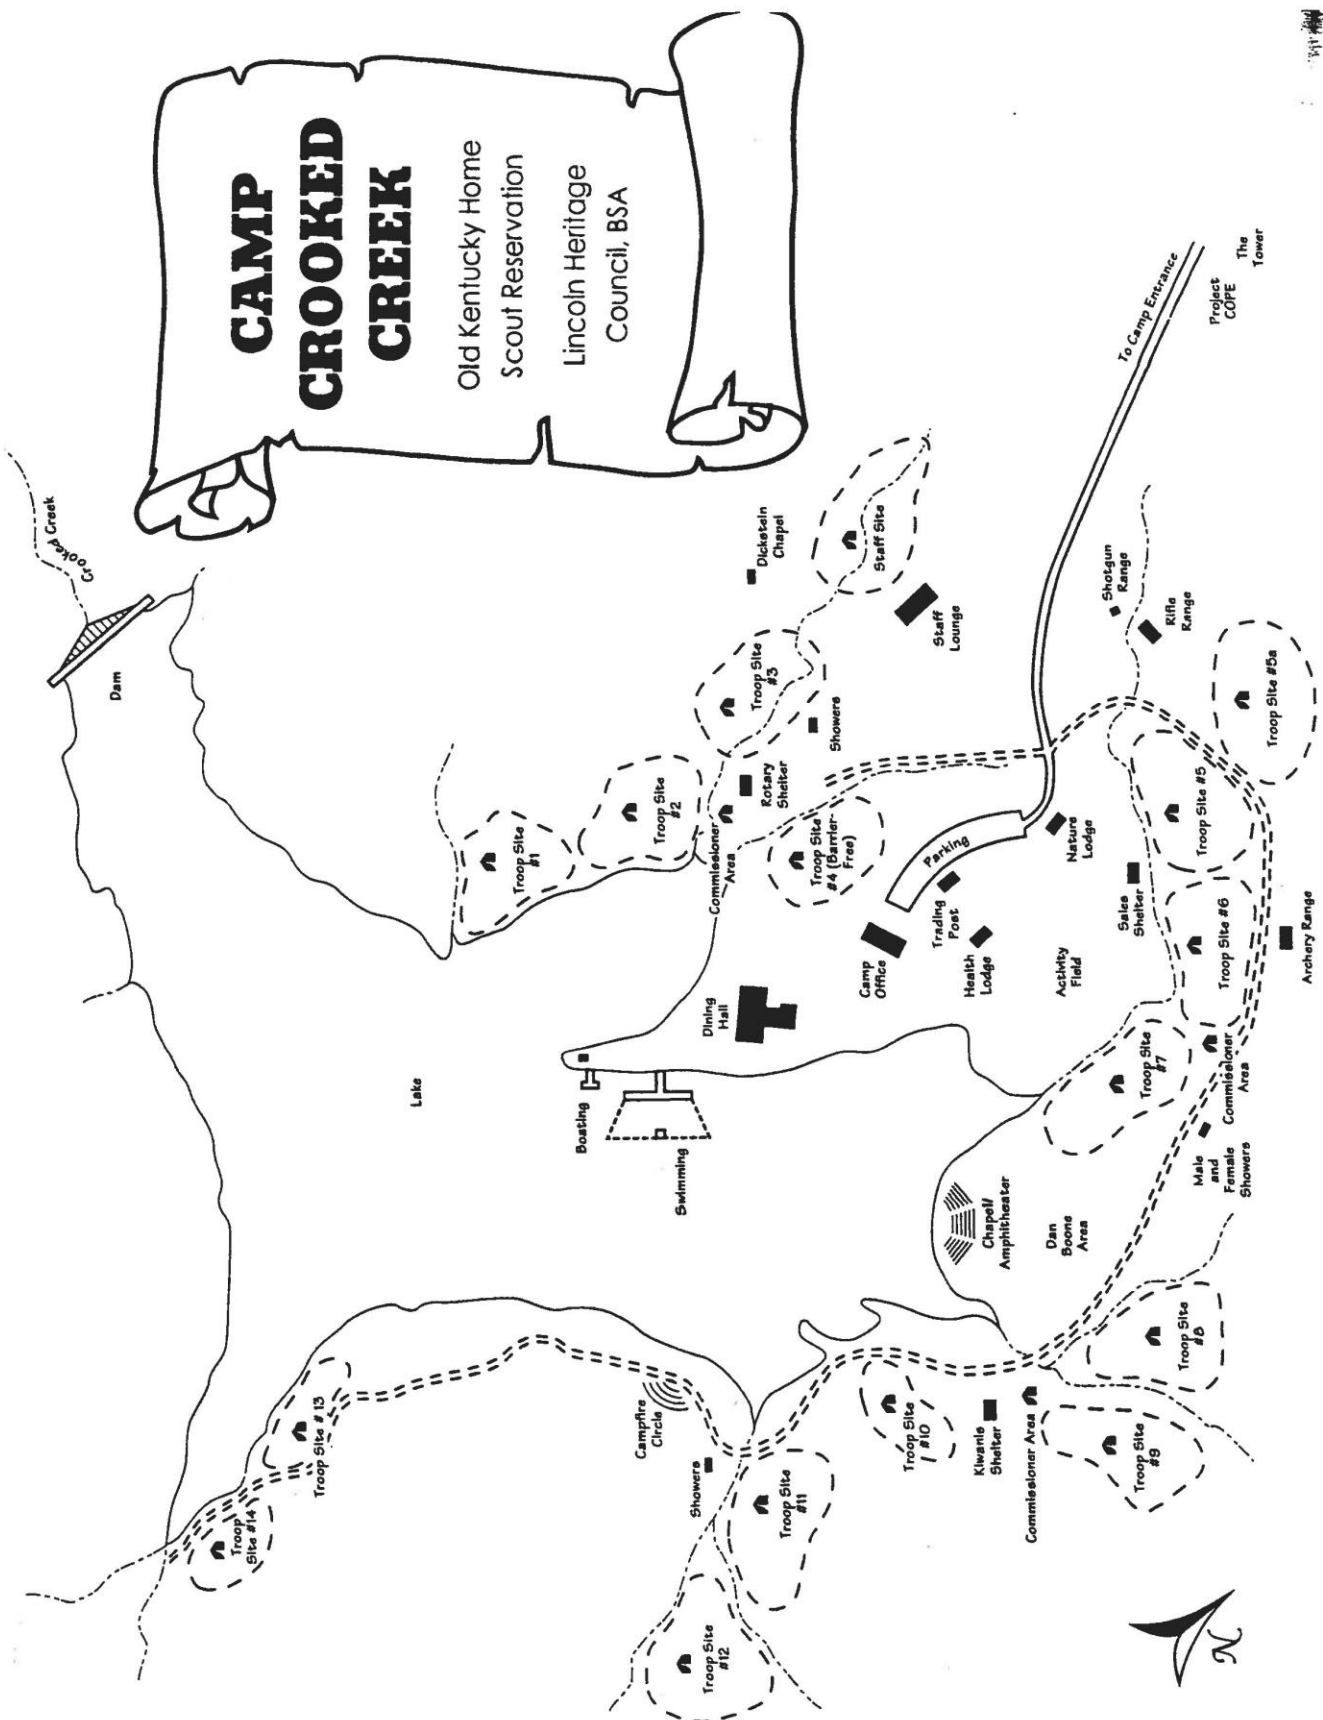 CAMP
CROOKED
CREEK
Old Kentucky Home
Scout Reservation
Lincoln Heritage
Council, BSA
Crooked Creek
Dam
Lake
Troop Site
#1
Troop Site
#2
Troop Site
#3
Commissioner
Area
Rotary
Shelter
Showers
Dickstein
Chapel
Staff Site
Staff
Lounge
Troop Site
#4 (Barrier-
Free)
Parking
Trading
Post
Camp
Office
Health
Lodge
Nature
Lodge
Activity
Field
Sales
Shelter
To Camp Entrance
Project
COPE
The
Tower
Shotgun
Range
Rifle
Range
Troop Site #5a
Troop Site #5
Troop Site #6
Archery Range
Troop Site
#7
Commissioner
Area
Male
and
Female
Showers
Dining
Hall
Boating
Swimming
Chapel/
Amphitheater
Dan
Boone
Area
Troop Site
#8
Troop Site
#9
Commissioner Area
Kiwanis
Shelter
Troop Site
#10
Troop Site
#11
Showers
Campfire
Circle
Troop Site
#12
Troop Site #13
Troop
Site #14
N